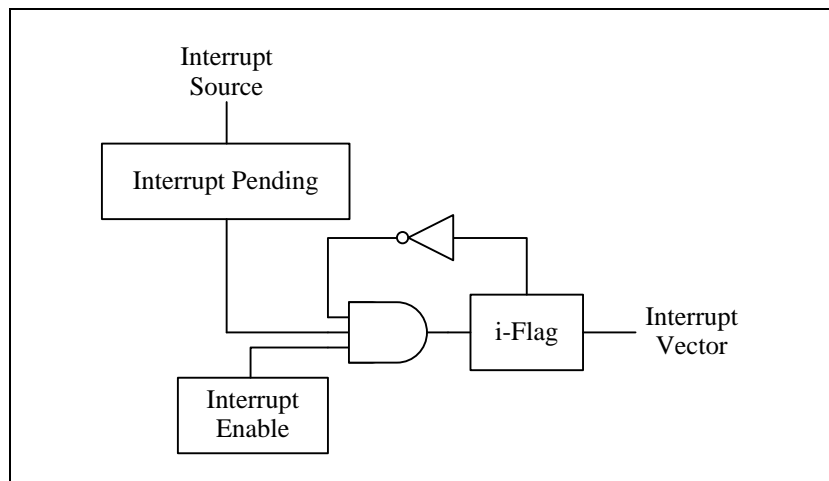 Interrupt
Source
Interrupt Pending
i-Flag
Interrupt
Vector
Interrupt
Enable